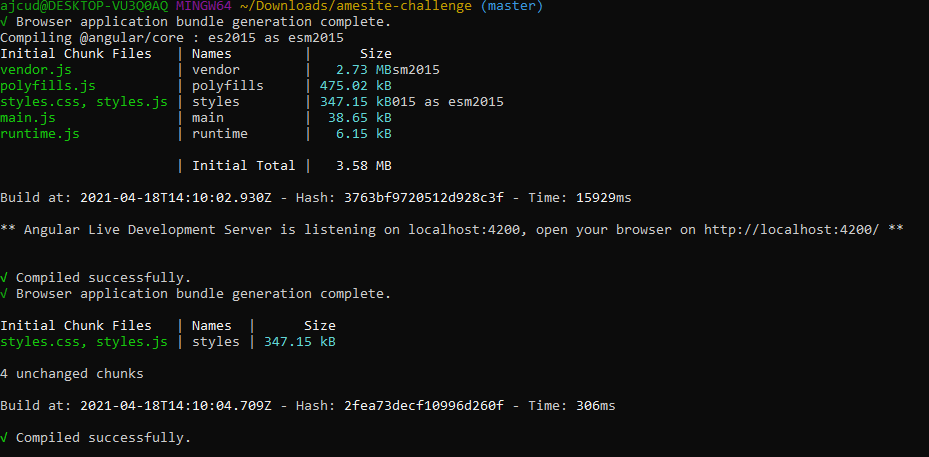 ajcud@DESKTOP-VU3Q0AQ MINGW64 ~/Downloads/amesite-challenge (master)
√ Browser application bundle generation complete.
Compiling @angular/core : es2015 as esm2015
Initial Chunk Files   | Names         |      Size
vendor.js             | vendor        |   2.73 MBsm2015
polyfills.js          | polyfills     | 475.02 kB
styles.css, styles.js | styles        | 347.15 kB015 as esm2015
main.js               | main          |  38.65 kB
runtime.js            | runtime       |   6.15 kB
| Initial Total |   3.58 MB
Build at: 2021-04-18T14:10:02.930Z - Hash: 3763bf9720512d928c3f - Time: 15929ms
** Angular Live Development Server is listening on localhost:4200, open your browser on http://localhost:4200/ **
√ Compiled successfully.
√ Browser application bundle generation complete.
Initial Chunk Files   | Names  |      Size
styles.css, styles.js | styles | 347.15 kB
4 unchanged chunks
Build at: 2021-04-18T14:10:04.709Z - Hash: 2fea73decf10996d260f - Time: 306ms
√ Compiled successfully.